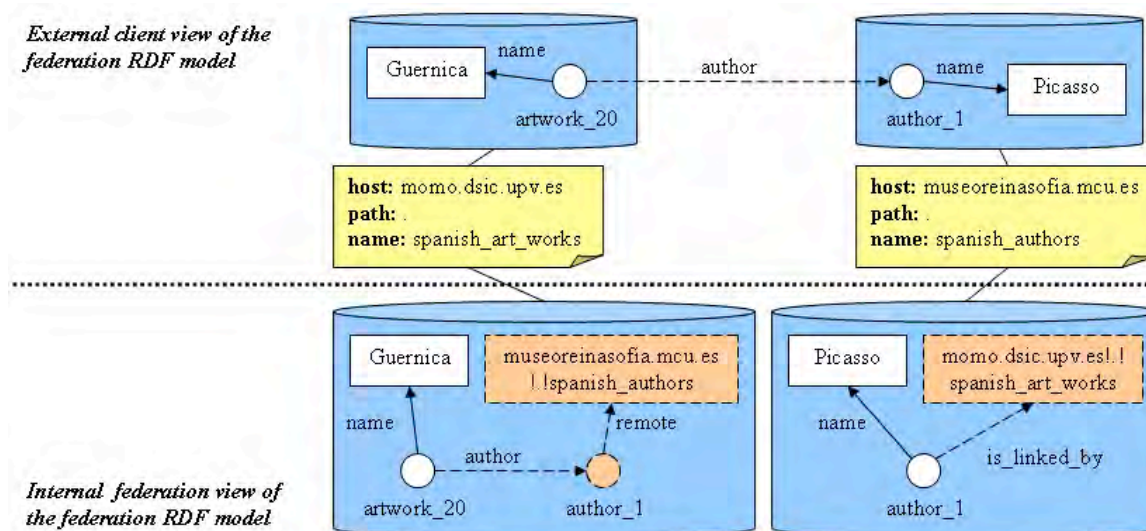 External client view of the
federation RDF model
Guernica
name
artwork_20
author
author_1
name
Picasso
host: momo.dsic.upv.es
path: .
name: spanish_art_works
host: museoreinasofia.mcu.es
path: .
name: spanish_authors
Internal federation view of
the federation RDF model
Guernica
museoreinasofia.mcu.es
!.!spanish_authors
name
remote
author
artwork_20
author_1
Picasso
momo.dsic.upv.es!.!
spanish_art_works
name
is_linked_by
author_1